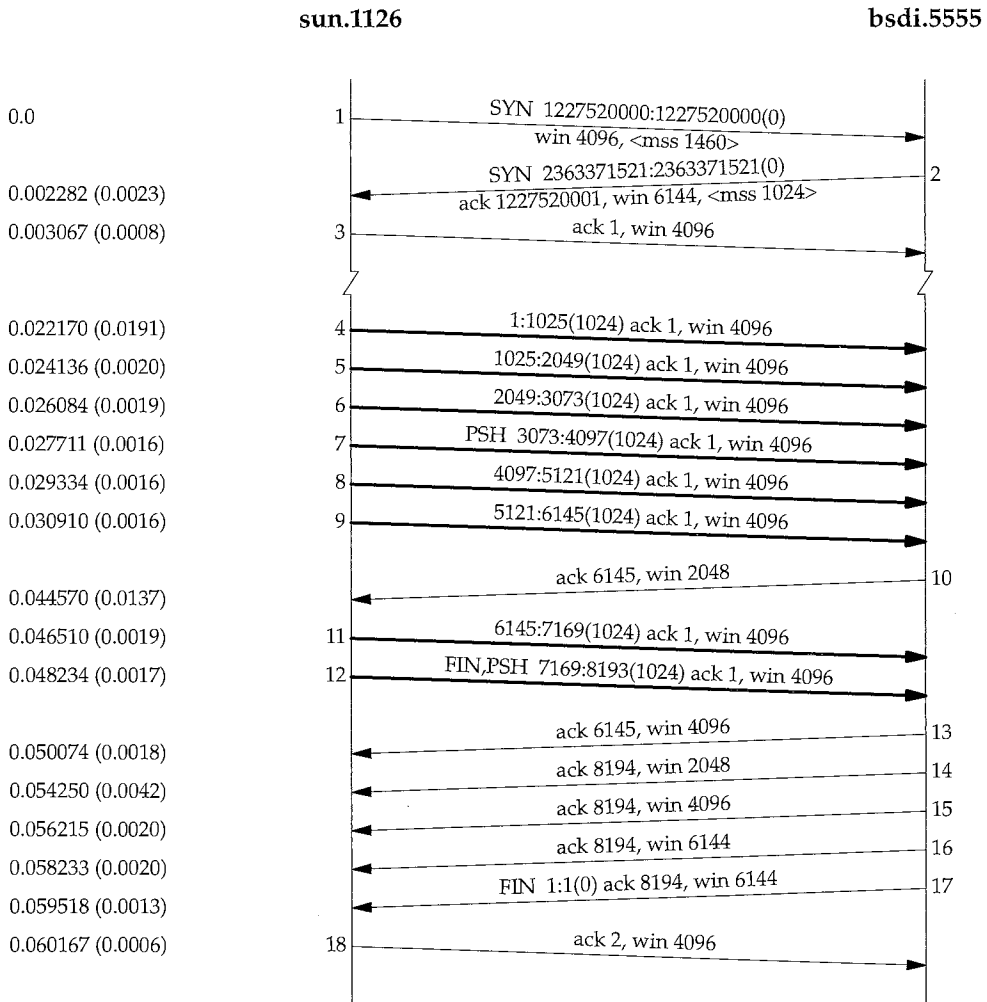 sun.1126 bsdi.5555
0.0 1 SYN 1227520000:1227520000(0)
win 4096, <mss 1460>
SYN 2363371521:2363371521(0) 2
0.002282 (0.0023) ack 1227520001, win 6144, <mss 1024>
0.003067 (0.0008) 3 ack 1, win 4096
0.022170 (0.0191) 4 1:1025(1024) ack 1, win 4096
0.024136 (0.0020) 5 1025:2049(1024) ack 1, win 4096
0.026084 (0.0019) 6 2049:3073(1024) ack 1, win 4096
0.027711 (0.0016) 7 PSH 3073:4097(1024) ack 1, win 4096
0.029334 (0.0016) 8 4097:5121(1024) ack 1, win 4096
0.030910 (0.0016) 9 5121:6145(1024) ack 1, win 4096
ack 6145, win 2048 10
0.044570 (0.0137)
0.046510 (0.0019) 11 6145:7169(1024) ack 1, win 4096
0.048234 (0.0017) 12 FIN,PSH 7169:8193(1024) ack 1, win 4096
ack 6145, win 4096 13
0.050074 (0.0018)
ack 8194, win 2048 14
0.054250 (0.0042)
ack 8194, win 4096 15
0.056215 (0.0020)
ack 8194, win 6144 16
0.058233 (0.0020)
FIN 1:1(0) ack 8194, win 6144 17
0.059518 (0.0013)
0.060167 (0.0006) 18 ack 2, win 4096